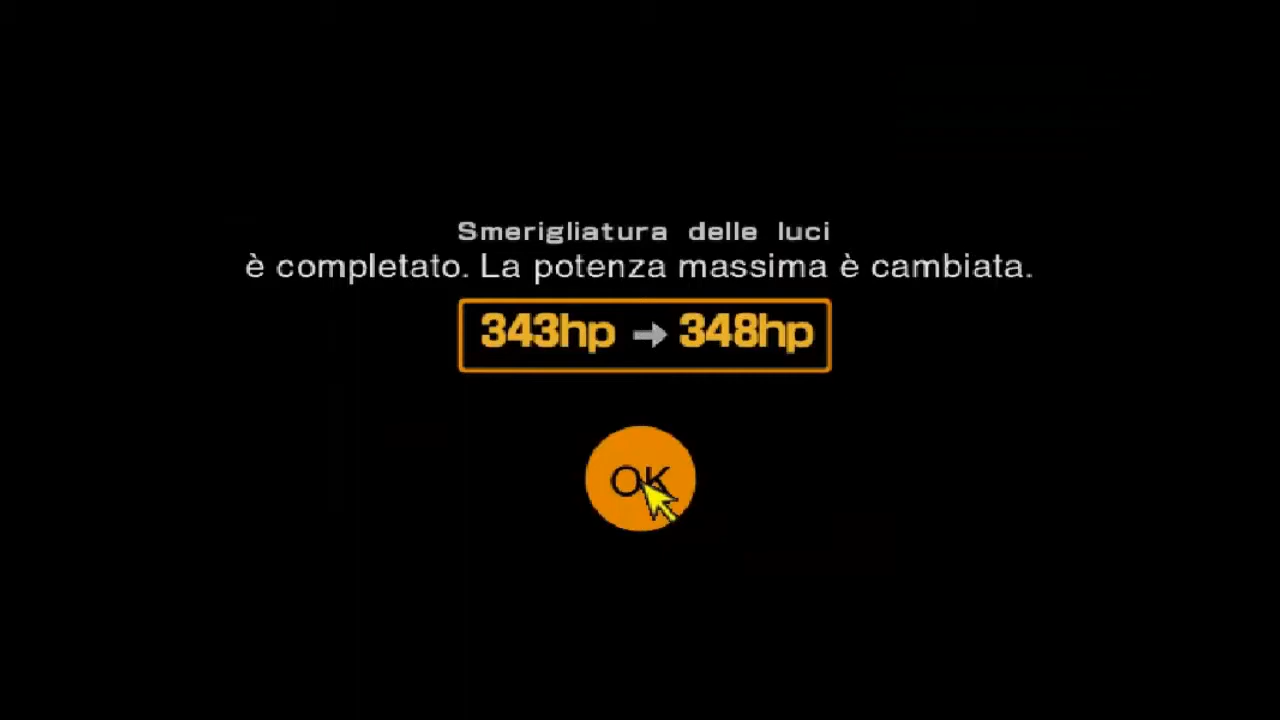 Smerigliatura delle luci
è completato. La potenza massima è cambiata.
343hp → 348hp
OK